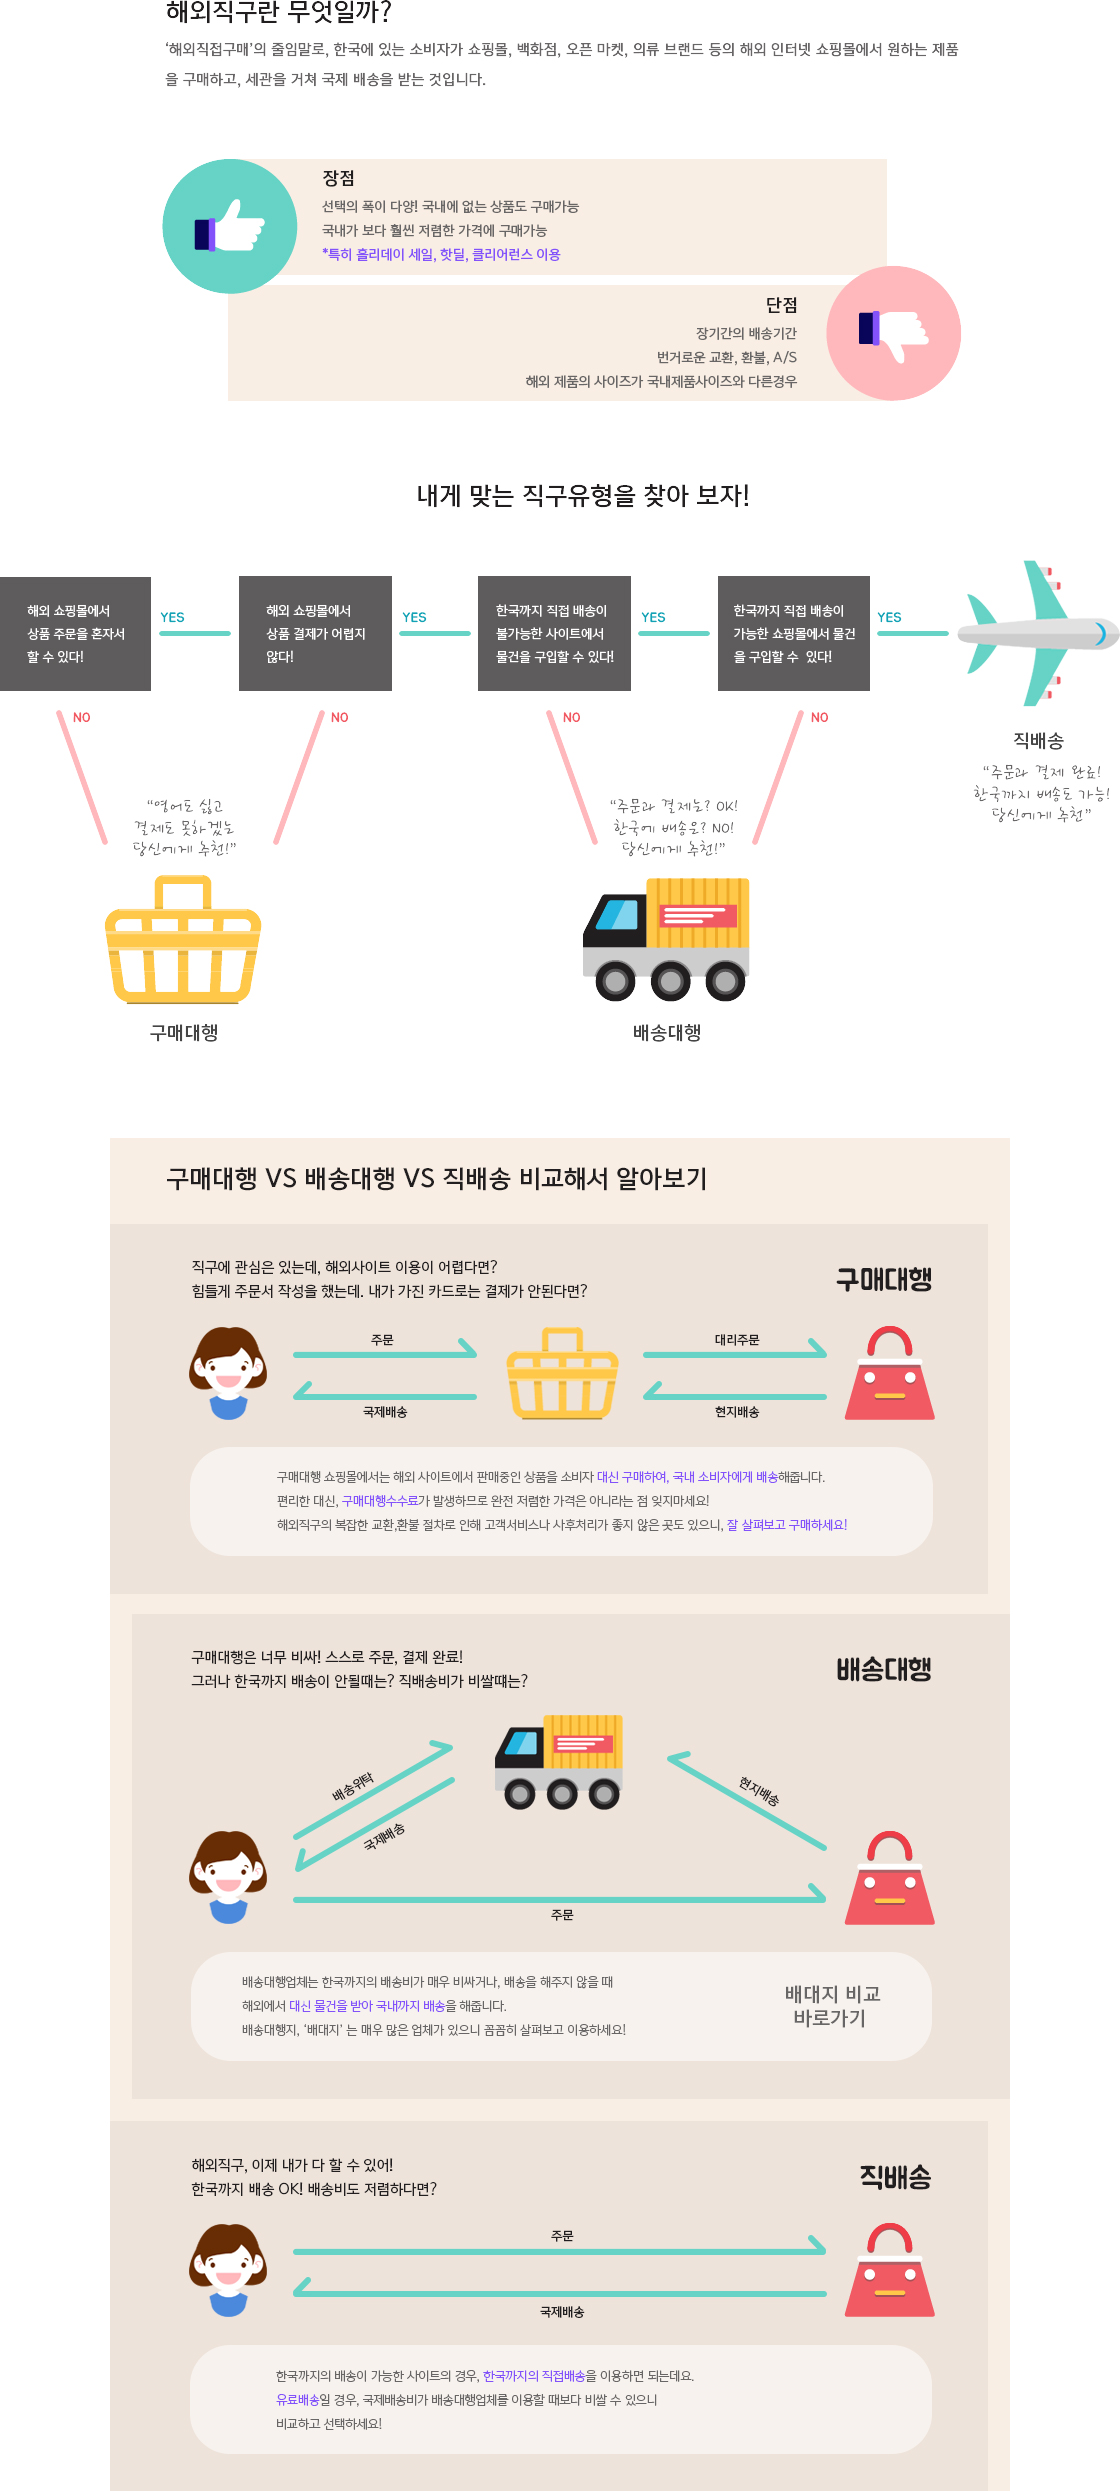 해외직구란 무엇일까?
‘해외직접구매’의 줄임말로, 한국에 있는 소비자가 쇼핑몰, 백화점, 오픈 마켓, 의류 브랜드 등의 해외 인터넷 쇼핑몰에서 원하는 제품
을 구매하고, 세관을 거쳐 국제 배송을 받는 것입니다.
장점
선택의 폭이 다양! 국내에 없는 상품도 구매가능
국내가 보다 훨씬 저렴한 가격에 구매가능
*특히 홀리데이 세일, 핫딜, 클리어런스 이용
단점
장기간의 배송기간
번거로운 교환, 환불, A/S
해외 제품의 사이즈가 국내제품사이즈와 다른경우
내게 맞는 직구유형을 찾아 보자!
해외 쇼핑몰에서
상품 주문을 혼자서
할 수 있다!
YES
해외 쇼핑몰에서
상품 결제가 어렵지
않다!
YES
한국까지 직접 배송이
불가능한 사이트에서
물건을 구입할 수 있다!
YES
한국까지 직접 배송이
가능한 쇼핑몰에서 물건
을 구입할 수 있다!
YES
NO
NO
NO
NO
직배송
“주문과 결제 완료!
한국까지 배송도 가능!
당신에게 추천”
“영어도 싫고
결제도 못하겠는
당신에게 추천!”
“주문과 결제는? OK!
한국에 배송은? NO!
당신에게 추천!”
구매대행
배송대행
구매대행 VS 배송대행 VS 직배송 비교해서 알아보기
직구에 관심은 있는데, 해외사이트 이용이 어렵다면?
힘들게 주문서 작성을 했는데. 내가 가진 카드로는 결제가 안된다면?
구매대행
주문
대리주문
국제배송
현지배송
구매대행 쇼핑몰에서는 해외 사이트에서 판매중인 상품을 소비자 대신 구매하여, 국내 소비자에게 배송해줍니다.
편리한 대신, 구매대행수수료가 발생하므로 완전 저렴한 가격은 아니라는 점 잊지마세요!
해외직구의 복잡한 교환,환불 절차로 인해 고객서비스나 사후처리가 좋지 않은 곳도 있으니, 잘 살펴보고 구매하세요!
구매대행은 너무 비싸! 스스로 주문, 결제 완료!
그러나 한국까지 배송이 안될때는? 직배송비가 비쌀떄는?
배송대행
배송위탁
국제배송
현지배송
주문
배송대행업체는 한국까지의 배송비가 매우 비싸거나, 배송을 해주지 않을 때
해외에서 대신 물건을 받아 국내까지 배송을 해줍니다.
배송대행지, ‘배대지’ 는 매우 많은 업체가 있으니 꼼꼼히 살펴보고 이용하세요!
배대지 비교
바로가기
해외직구, 이제 내가 다 할 수 있어!
한국까지 배송 OK! 배송비도 저렴하다면?
직배송
주문
국제배송
한국까지의 배송이 가능한 사이트의 경우, 한국까지의 직접배송을 이용하면 되는데요.
유료배송일 경우, 국제배송비가 배송대행업체를 이용할 때보다 비쌀 수 있으니
비교하고 선택하세요!